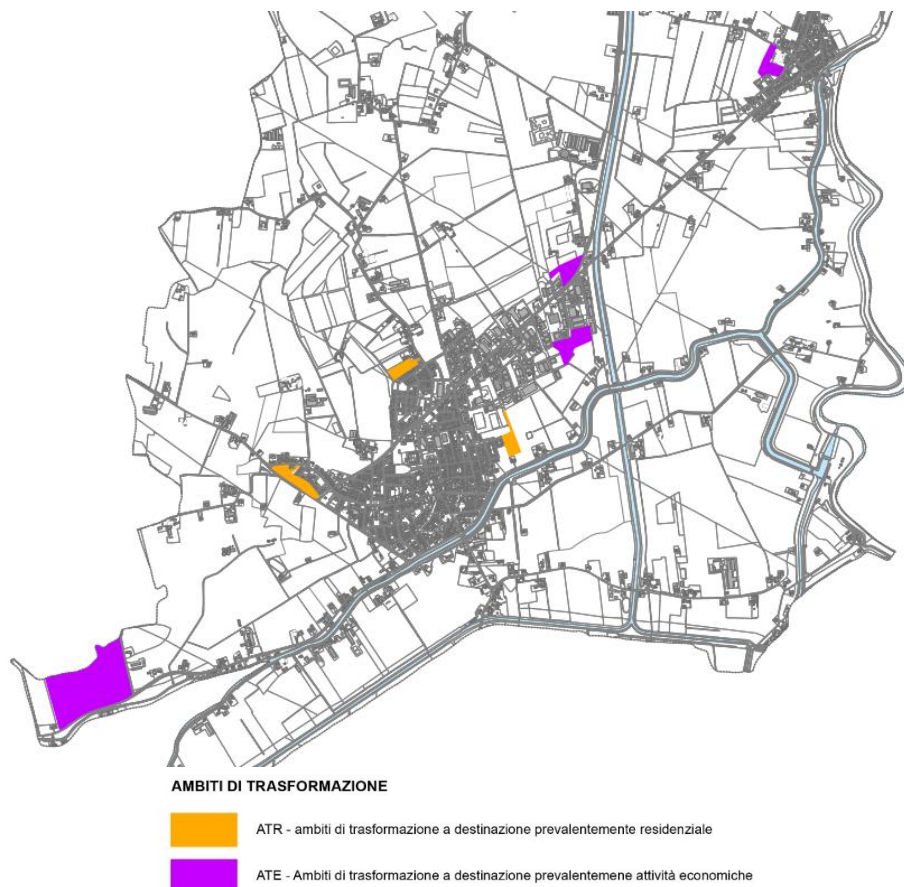 AMBITI DI TRASFORMAZIONE
ATR - ambiti di trasformazione a destinazione prevalentemente residenziale
ATE - Ambiti di trasformazione a destinazione prevalentemene attività economiche